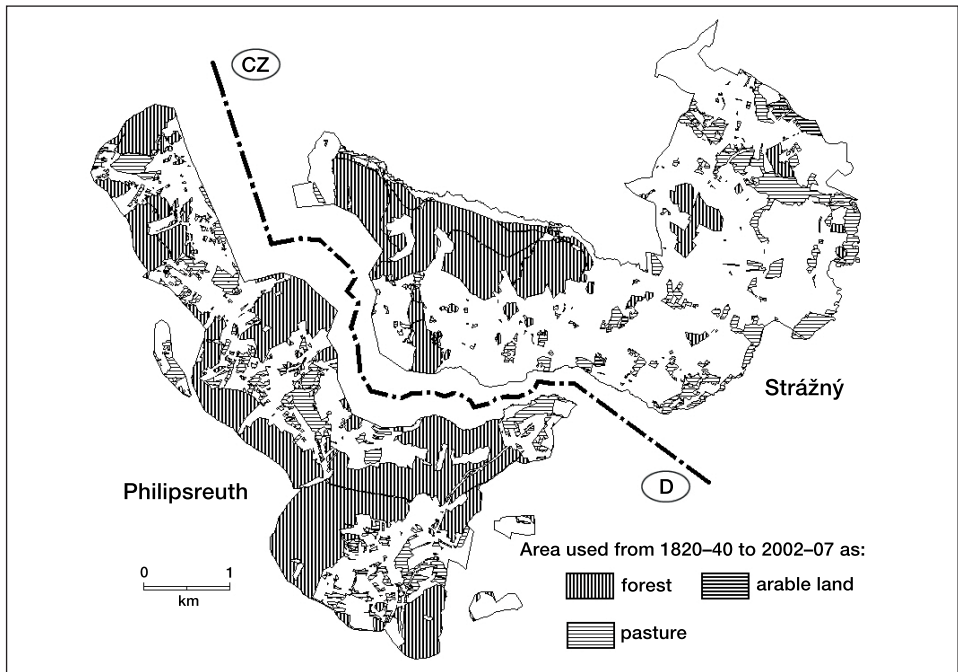 CZ
Strážný
Philipsreuth
D
Area used from 1820–40 to 2002–07 as:
0 1
km
forest
arable land
pasture